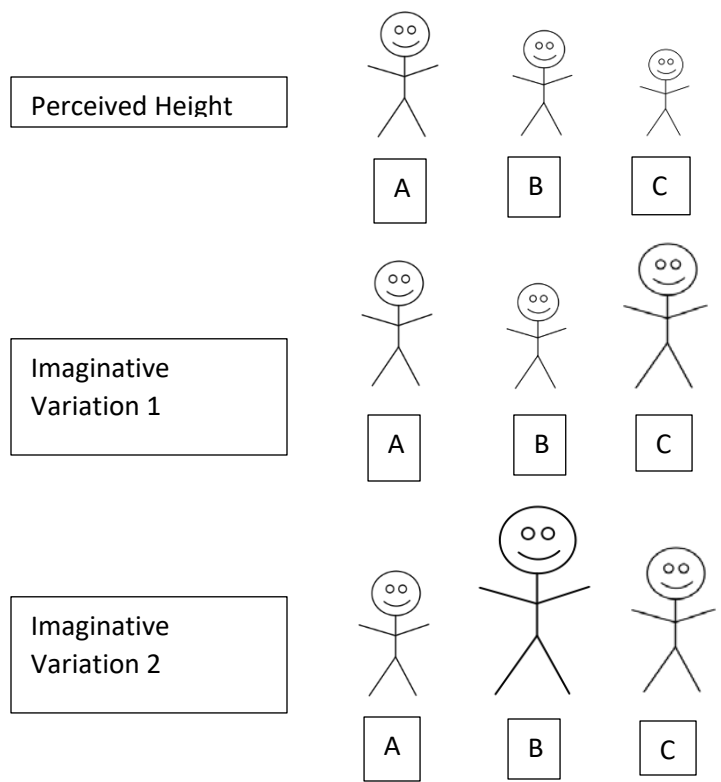 Perceived Height
A B C
Imaginative
Variation 1
A B C
Imaginative
Variation 2
A B C